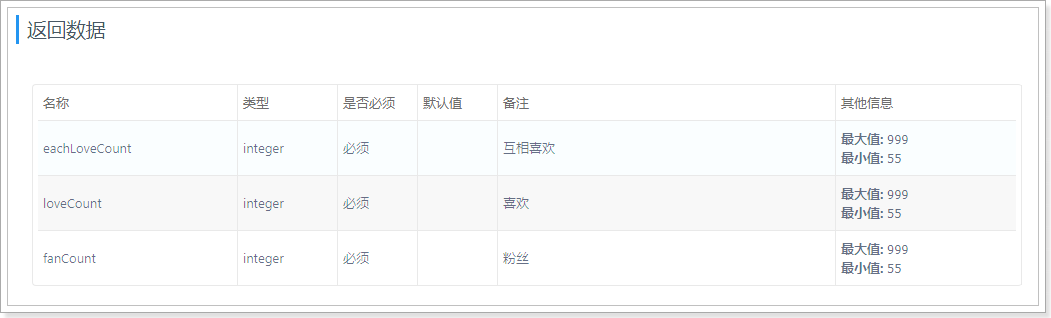 返回数据
名称 类型 是否必须 默认值 备注 其他信息
eachLoveCount integer 必须 互相喜欢 最大值: 999
最小值: 55
loveCount integer 必须 喜欢 最大值: 999
最小值: 55
fanCount integer 必须 粉丝 最大值: 999
最小值: 55